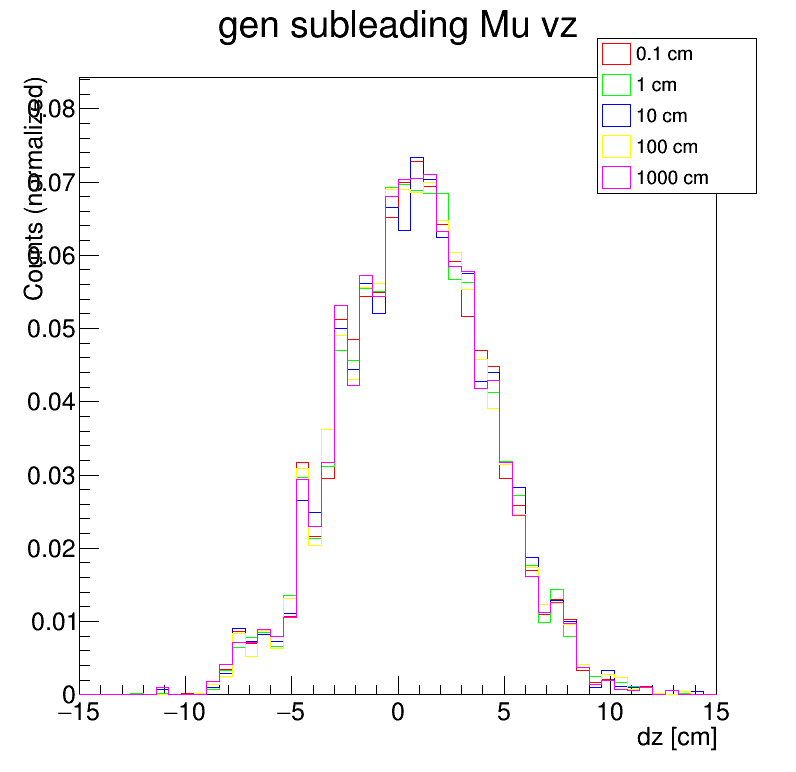 gen subleading Mu vz
0.1 cm
1 cm
10 cm
100 cm
1000 cm
Counts (normalized)
0.08
0.07
0.06
0.05
0.04
0.03
0.02
0.01
0
−15
−10
−5
0
5
10
15
dz [cm]